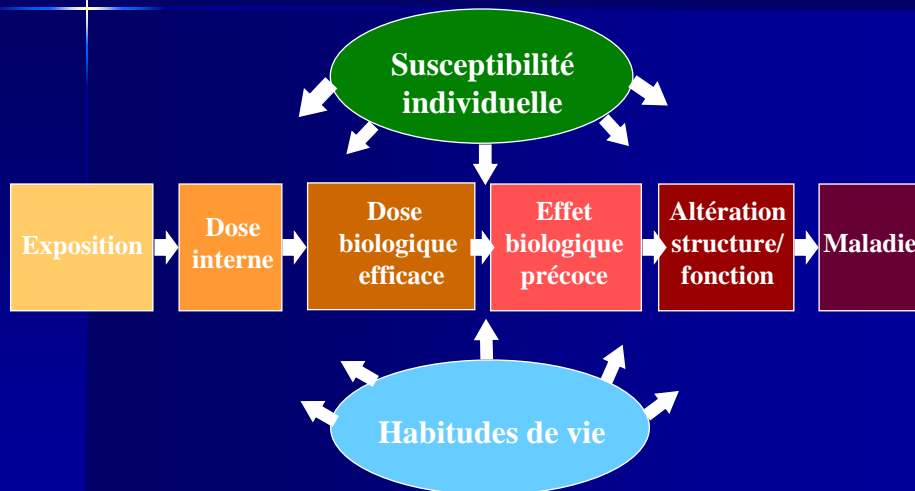 Susceptibilité
individuelle
Exposition
Dose
interne
Dose
biologique
efficace
Effet
biologique
précoce
Altération
structure/
fonction
Maladie
Habitudes de vie